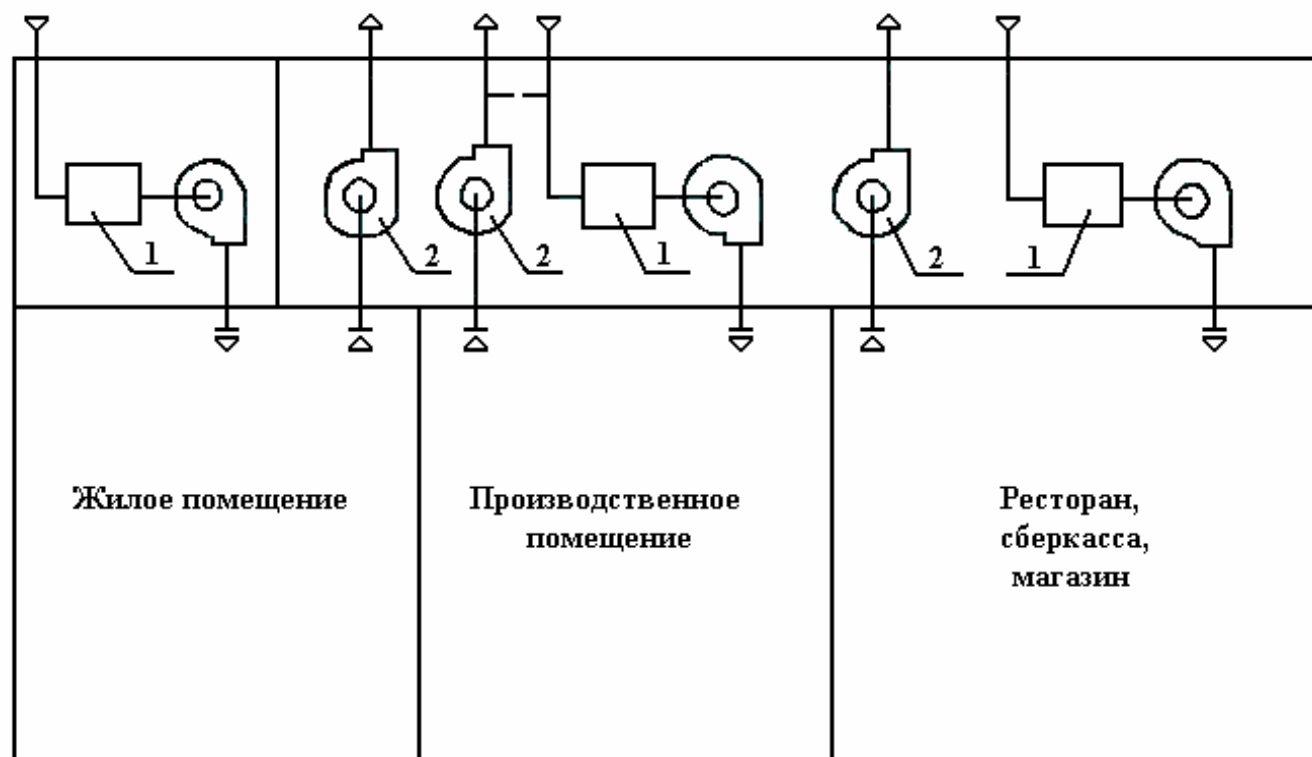 1
2
2
1
2
1
Жилое помещение
Производственное
помещение
Ресторан,
сберкасса,
магазин